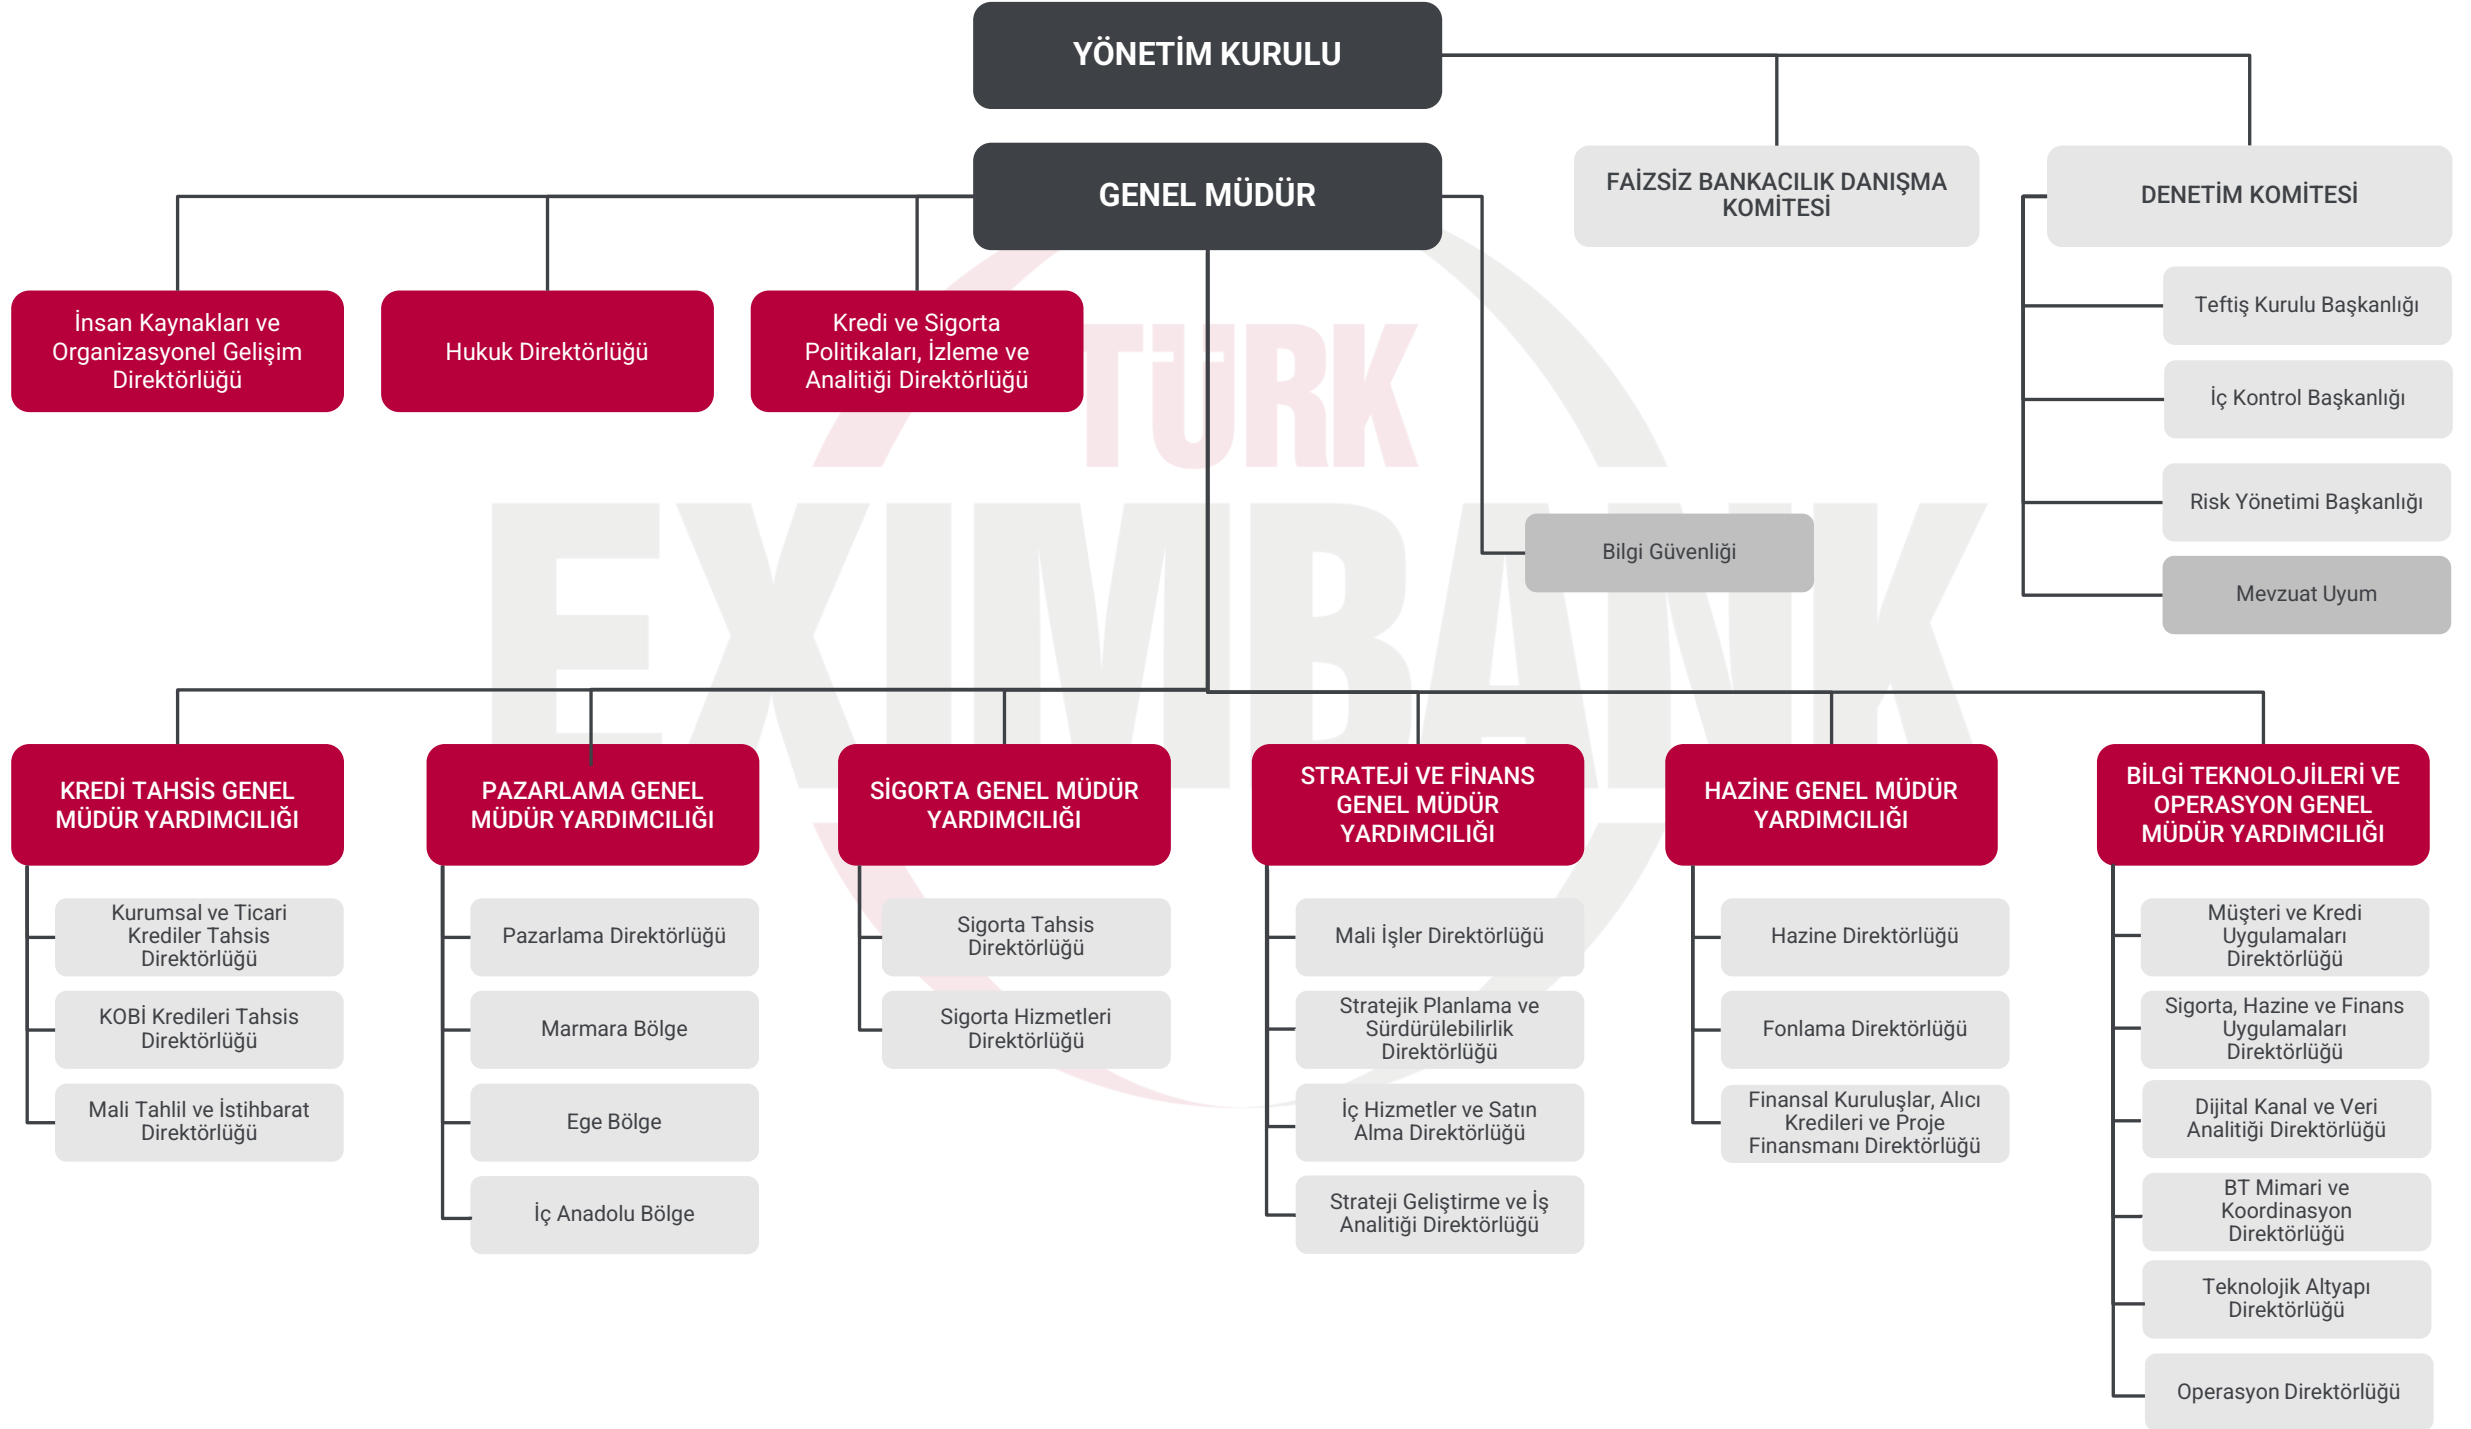 YÖNETİM KURULU
GENEL MÜDÜR
FAİZSİZ BANKACILIK DANIŞMA
KOMİTESİ
DENETİM KOMİTESİ
İnsan Kaynakları ve
Organizasyonel Gelişim
Direktörlüğü
Hukuk Direktörlüğü
Kredi ve Sigorta
Politikaları, İzleme ve
Analitiği Direktörlüğü
Teftiş Kurulu Başkanlığı
İç Kontrol Başkanlığı
Risk Yönetimi Başkanlığı
Mevzuat Uyum
Bilgi Güvenliği
TÜRK
EXIMBANK
KREDİ TAHSİS GENEL
MÜDÜR YARDIMCILIĞI
Kurumsal ve Ticari
Krediler Tahsis
Direktörlüğü
KOBİ Kredileri Tahsis
Direktörlüğü
Mali Tahlil ve İstihbarat
Direktörlüğü
PAZARLAMA GENEL
MÜDÜR YARDIMCILIĞI
Pazarlama Direktörlüğü
Marmara Bölge
Ege Bölge
İç Anadolu Bölge
SİGORTA GENEL MÜDÜR
YARDIMCILIĞI
Sigorta Tahsis
Direktörlüğü
Sigorta Hizmetleri
Direktörlüğü
STRATEJİ VE FİNANS
GENEL MÜDÜR
YARDIMCILIĞI
Mali İşler Direktörlüğü
Stratejik Planlama ve
Sürdürülebilirlik
Direktörlüğü
İç Hizmetler ve Satın
Alma Direktörlüğü
Strateji Geliştirme ve İş
Analitiği Direktörlüğü
HAZİNE GENEL MÜDÜR
YARDIMCILIĞI
Hazine Direktörlüğü
Fonlama Direktörlüğü
Finansal Kuruluşlar, Alıcı
Kredileri ve Proje
Finansmanı Direktörlüğü
BİLGİ TEKNOLOJİLERİ VE
OPERASYON GENEL
MÜDÜR YARDIMCILIĞI
Müşteri ve Kredi
Uygulamaları
Direktörlüğü
Sigorta, Hazine ve Finans
Uygulamaları
Direktörlüğü
Dijital Kanal ve Veri
Analitiği Direktörlüğü
BT Mimari ve
Koordinasyon
Direktörlüğü
Teknolojik Altyapı
Direktörlüğü
Operasyon Direktörlüğü